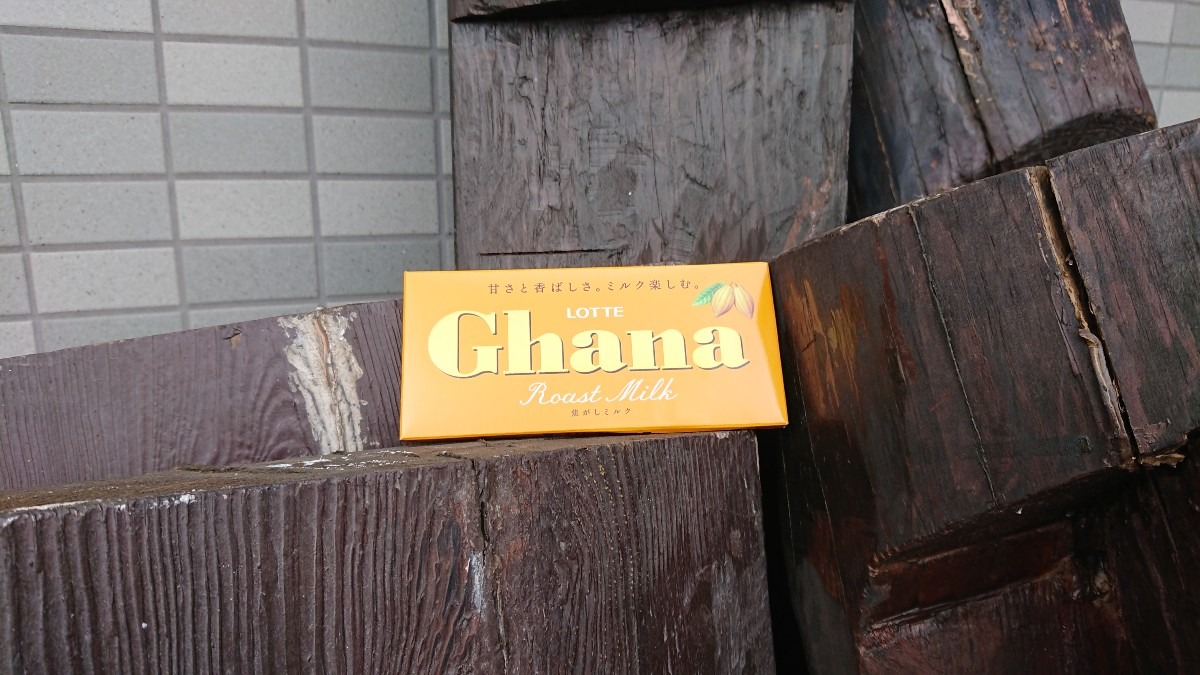 甘さと香ばしさ。ミルク楽しむ。
LOTTE
Ghana
Roast Milk
焦がしミルク